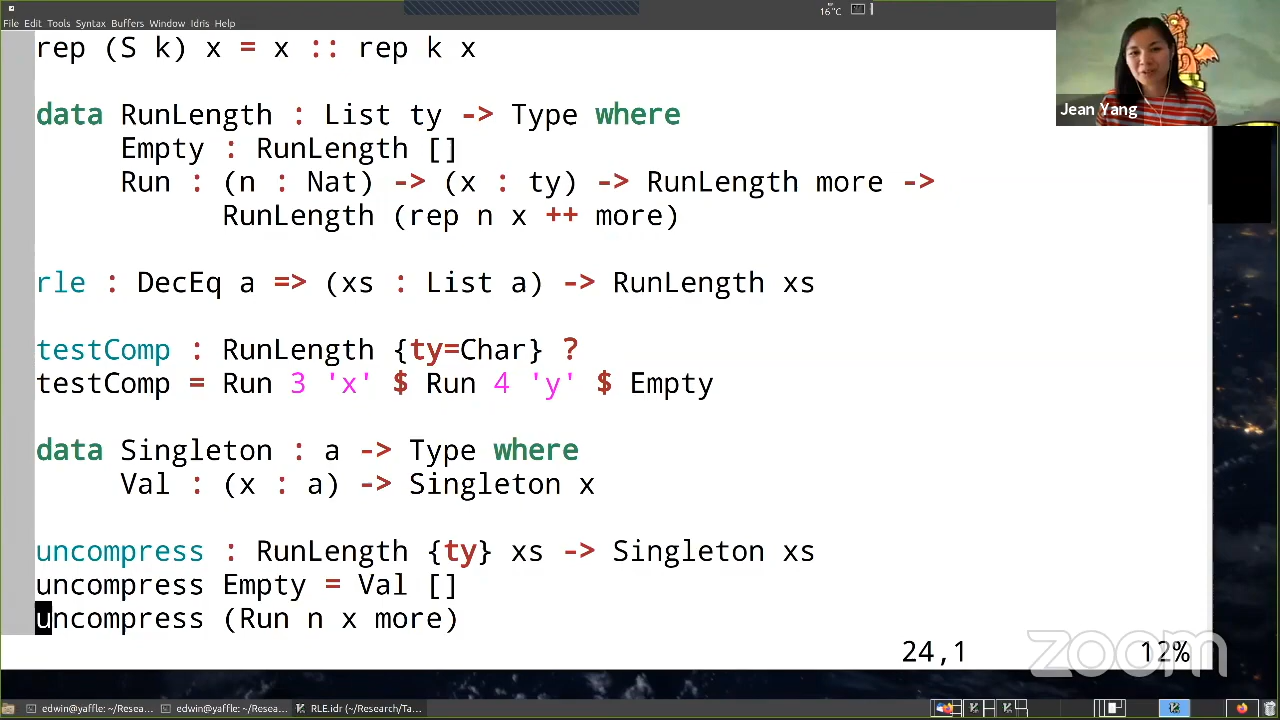 16°C
File Edit Tools Syntax Buffers Window Idris Help
rep (S k) x = x :: rep k x
data RunLength : List ty -> Type where
Empty : RunLength []
Run : (n : Nat) -> (x : ty) -> RunLength more ->
RunLength (rep n x ++ more)
rle : DecEq a => (xs : List a) -> RunLength xs
testComp : RunLength {ty=Char} ?
testComp = Run 3 'x' $ Run 4 'y' $ Empty
data Singleton : a -> Type where
Val : (x : a) -> Singleton x
uncompress : RunLength {ty} xs -> Singleton xs
uncompress Empty = Val []
uncompress (Run n x more)
24,1 12%
Jean Yang
zoom
edwin@yaffle: ~/Resea... edwin@yaffle: ~/Resea... RLE.idr (~/Research/Ta...